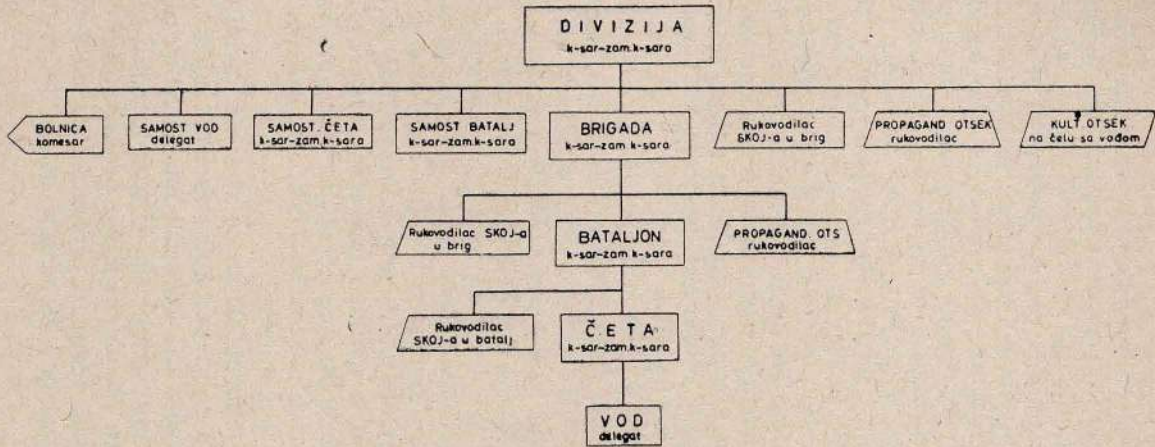 DIVIZIJA
k-sar-zam.k-sara
BOLNICA
komesar
SAMOST VOD
delegat
SAMOST. ČETA
k-sar-zam.k-sara
SAMOST BATALJ
k-sar-zam.k-sara
BRIGADA
k-sar-zam k-sara
Rukovodilac
SKOJ-a u brig
PROPAGAND OTSEK
rukovodilac
KULT. OTSEK
na čelu sa vođom
Rukovodilac SKOJ-a
u brig
BATALJON
k-sar-zam k-sara
PROPAGAND. OTS
rukovodilac
Rukovodilac
SKOJ-a u batalj
ČETA
k-sar-zam.k-sara
VOD
delegat